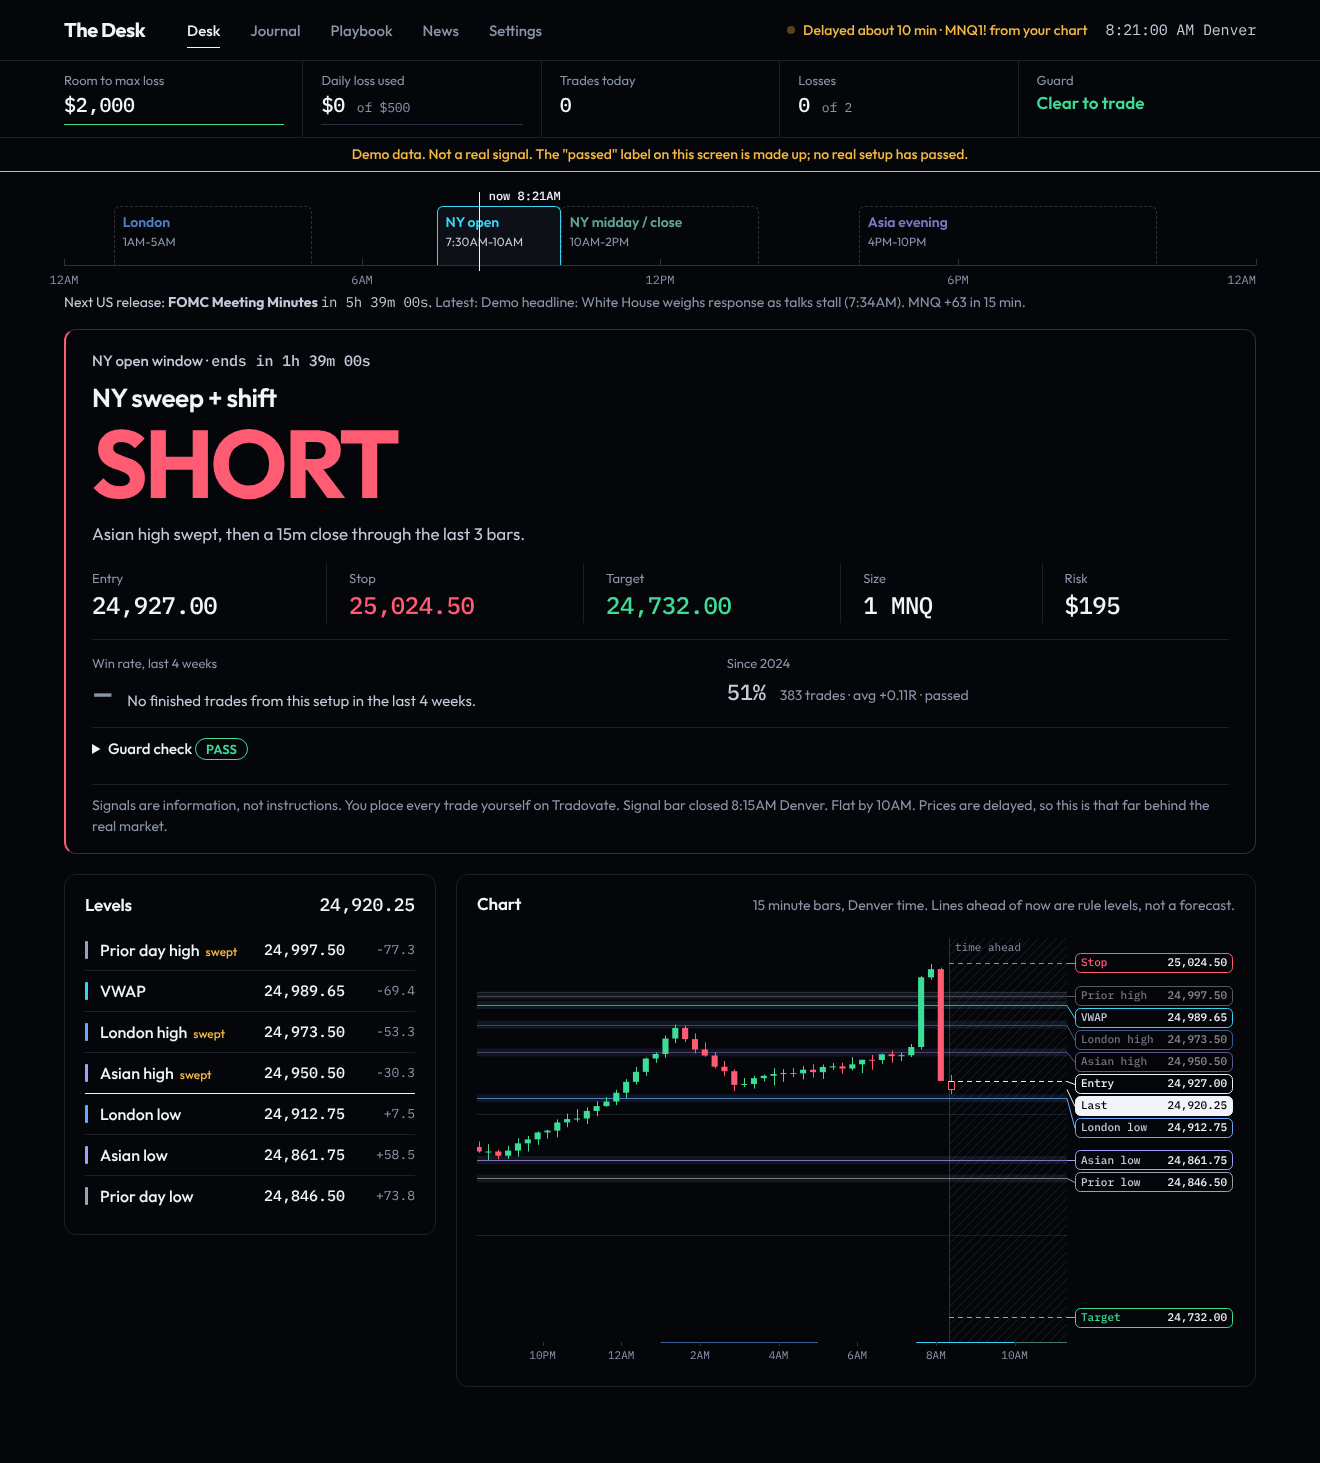 The Desk Desk Journal Playbook News Settings Delayed about 10 min · MNQ1! from your chart 8:21:00 AM Denver
Room to max loss Daily loss used Trades today Losses Guard
$2,000 $0 of $500 0 0 of 2 Clear to trade
Demo data. Not a real signal. The "passed" label on this screen is made up; no real setup has passed.
now 8:21AM
London NY open NY midday / close Asia evening
1AM-5AM 7:30AM-10AM 10AM-2PM 4PM-10PM
12AM 6AM 12PM 6PM 12AM
Next US release: FOMC Meeting Minutes in 5h 39m 00s. Latest: Demo headline: White House weighs response as talks stall (7:34AM). MNQ +63 in 15 min.
NY open window · ends in 1h 39m 00s
NY sweep + shift
SHORT
Asian high swept, then a 15m close through the last 3 bars.
Entry Stop Target Size Risk
24,927.00 25,024.50 24,732.00 1 MNQ $195
Win rate, last 4 weeks Since 2024
— No finished trades from this setup in the last 4 weeks. 51% 383 trades · avg +0.11R · passed
Guard check PASS
Signals are information, not instructions. You place every trade yourself on Tradovate. Signal bar closed 8:15AM Denver. Flat by 10AM. Prices are delayed, so this is that far behind the
real market.
Levels 24,920.25
Prior day high swept 24,997.50 -77.3
VWAP 24,989.65 -69.4
London high swept 24,973.50 -53.3
Asian high swept 24,950.50 -30.3
London low 24,912.75 +7.5
Asian low 24,861.75 +58.5
Prior day low 24,846.50 +73.8
Chart 15 minute bars, Denver time. Lines ahead of now are rule levels, not a forecast.
time ahead
Stop 25,024.50
Prior high 24,997.50
VWAP 24,989.65
London high 24,973.50
Asian high 24,950.50
Entry 24,927.00
Last 24,920.25
London low 24,912.75
Asian low 24,861.75
Prior low 24,846.50
Target 24,732.00
10PM 12AM 2AM 4AM 6AM 8AM 10AM